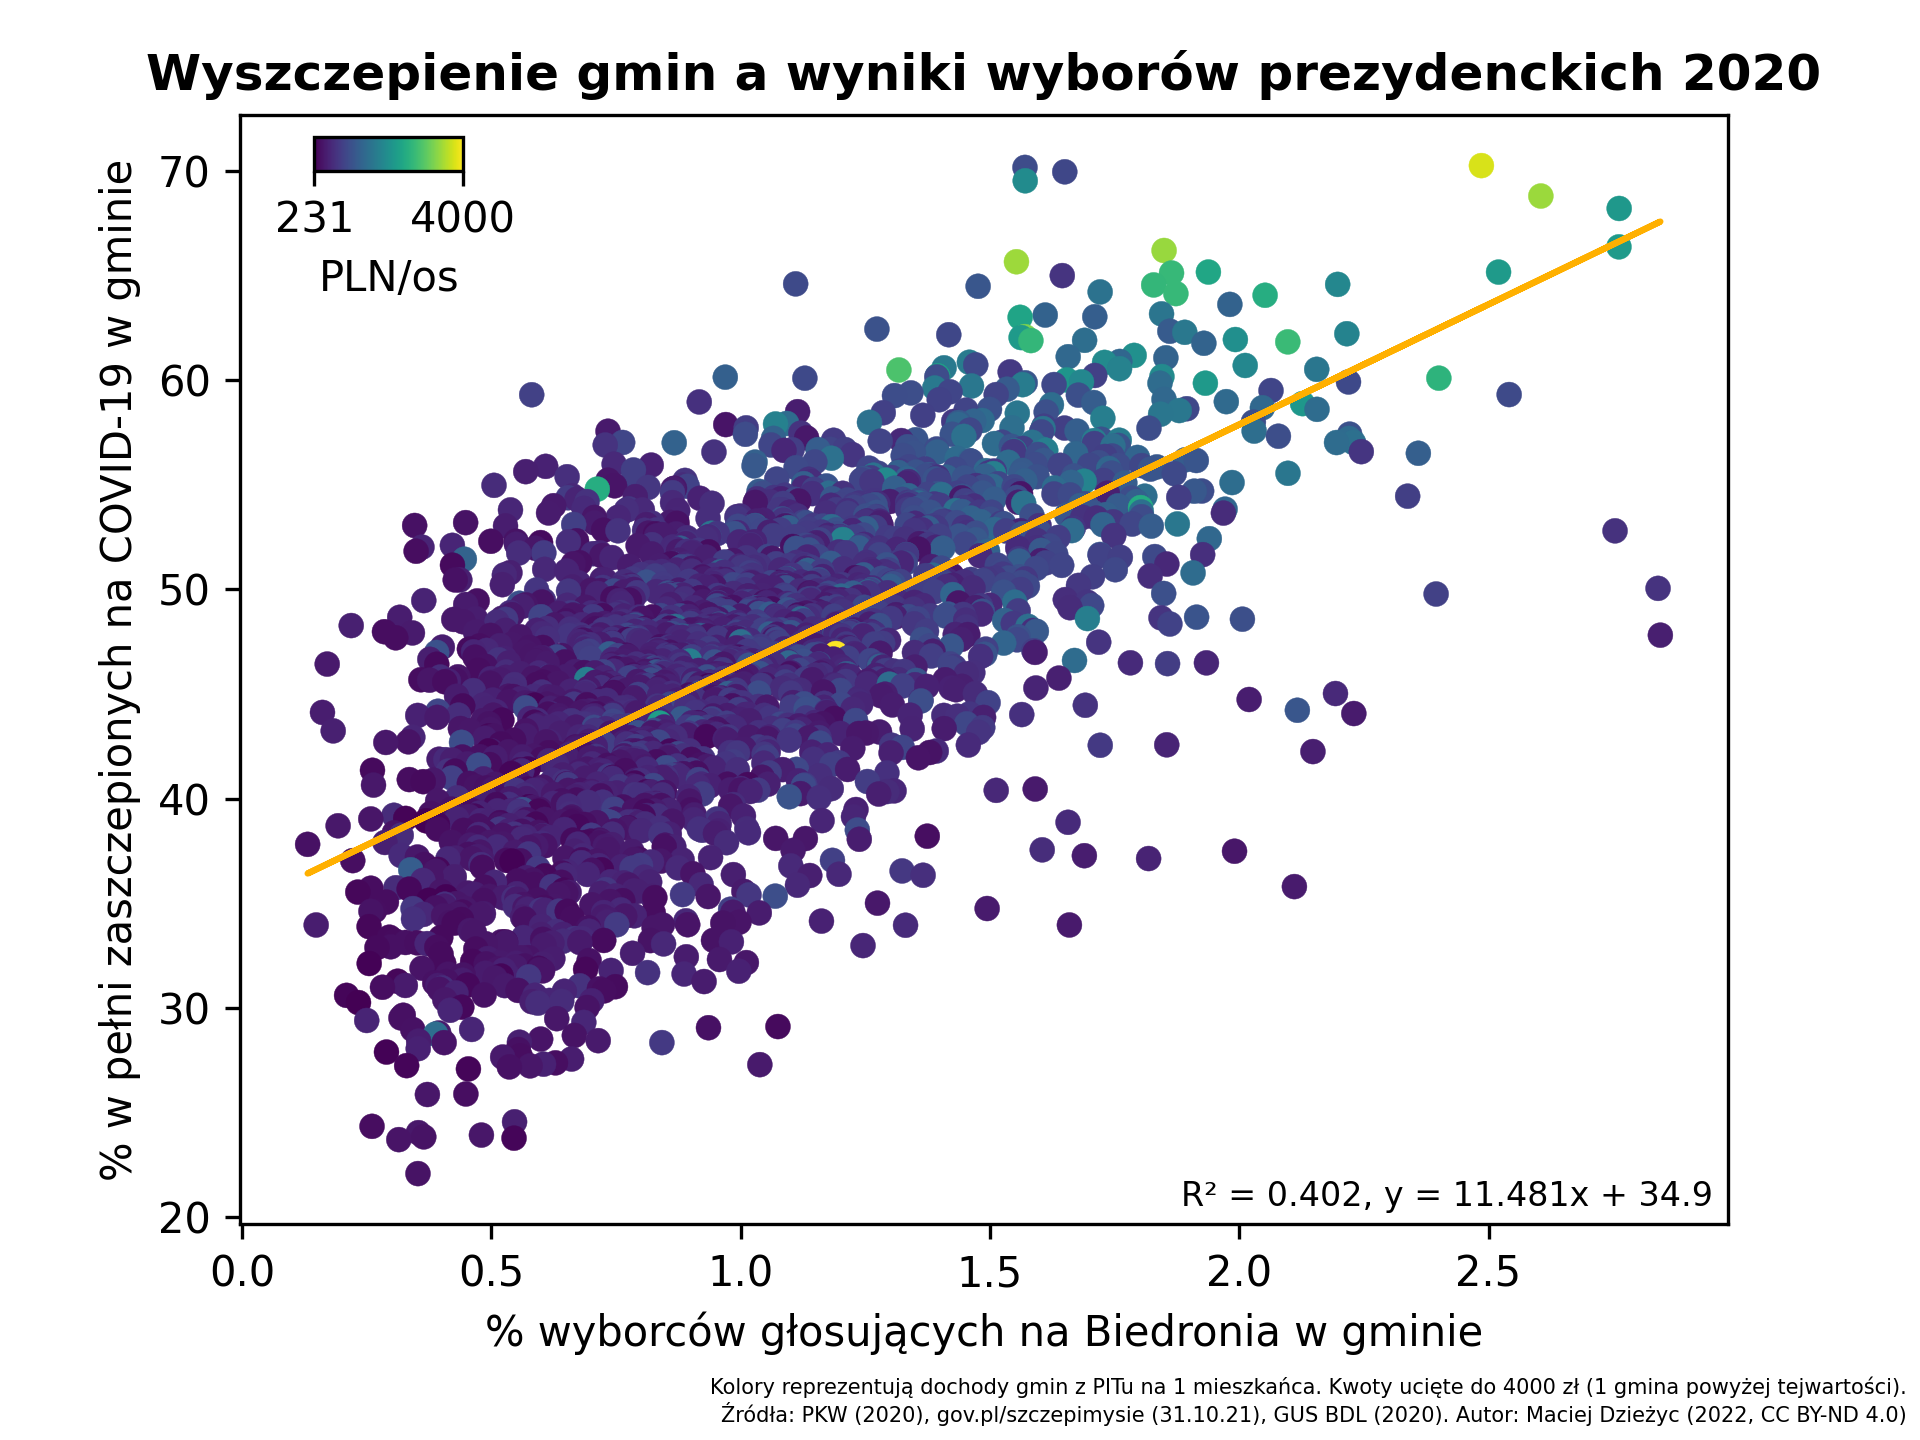 Wyszczepienie gmin a wyniki wyborów prezydenckich 2020
231 4000
PLN/os
% w pełni zaszczepionych na COVID-19 w gminie
70
60
50
40
30
20
R² = 0.402, y = 11.481x + 34.9
0.0 0.5 1.0 1.5 2.0 2.5
% wyborców głosujących na Biedronia w gminie
Kolory reprezentują dochody gmin z PITu na 1 mieszkańca. Kwoty ucięte do 4000 zł (1 gmina powyżej tejwartości).
Źródła: PKW (2020), gov.pl/szczepimysie (31.10.21), GUS BDL (2020). Autor: Maciej Dzieżyc (2022, CC BY-ND 4.0)